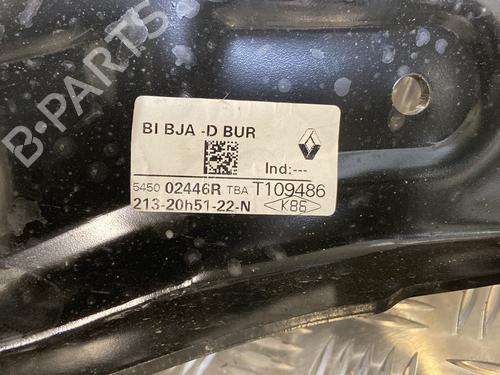 B-PARTS
BI BJA -D BUR
Ind:---
5450 02446R TBA T109486
213-20h51-22-N <K86>